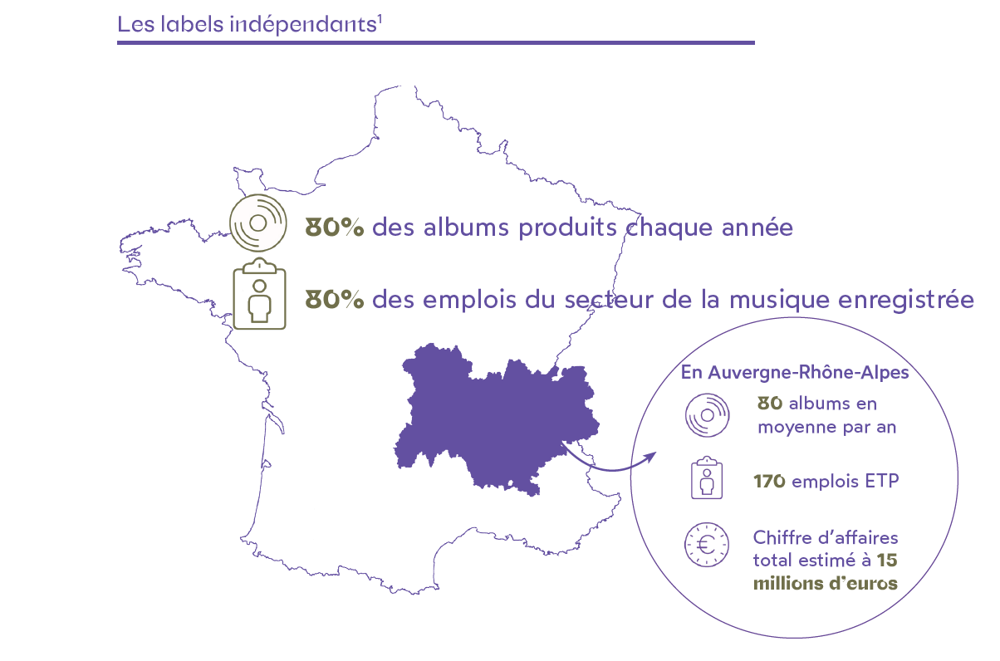 Les labels indépendants¹
80% des albums produits chaque année
80% des emplois du secteur de la musique enregistrée
En Auvergne-Rhône-Alpes
80 albums en
moyenne par an
170 emplois ETP
Chiffre d’affaires
total estimé à 15
millions d’euros